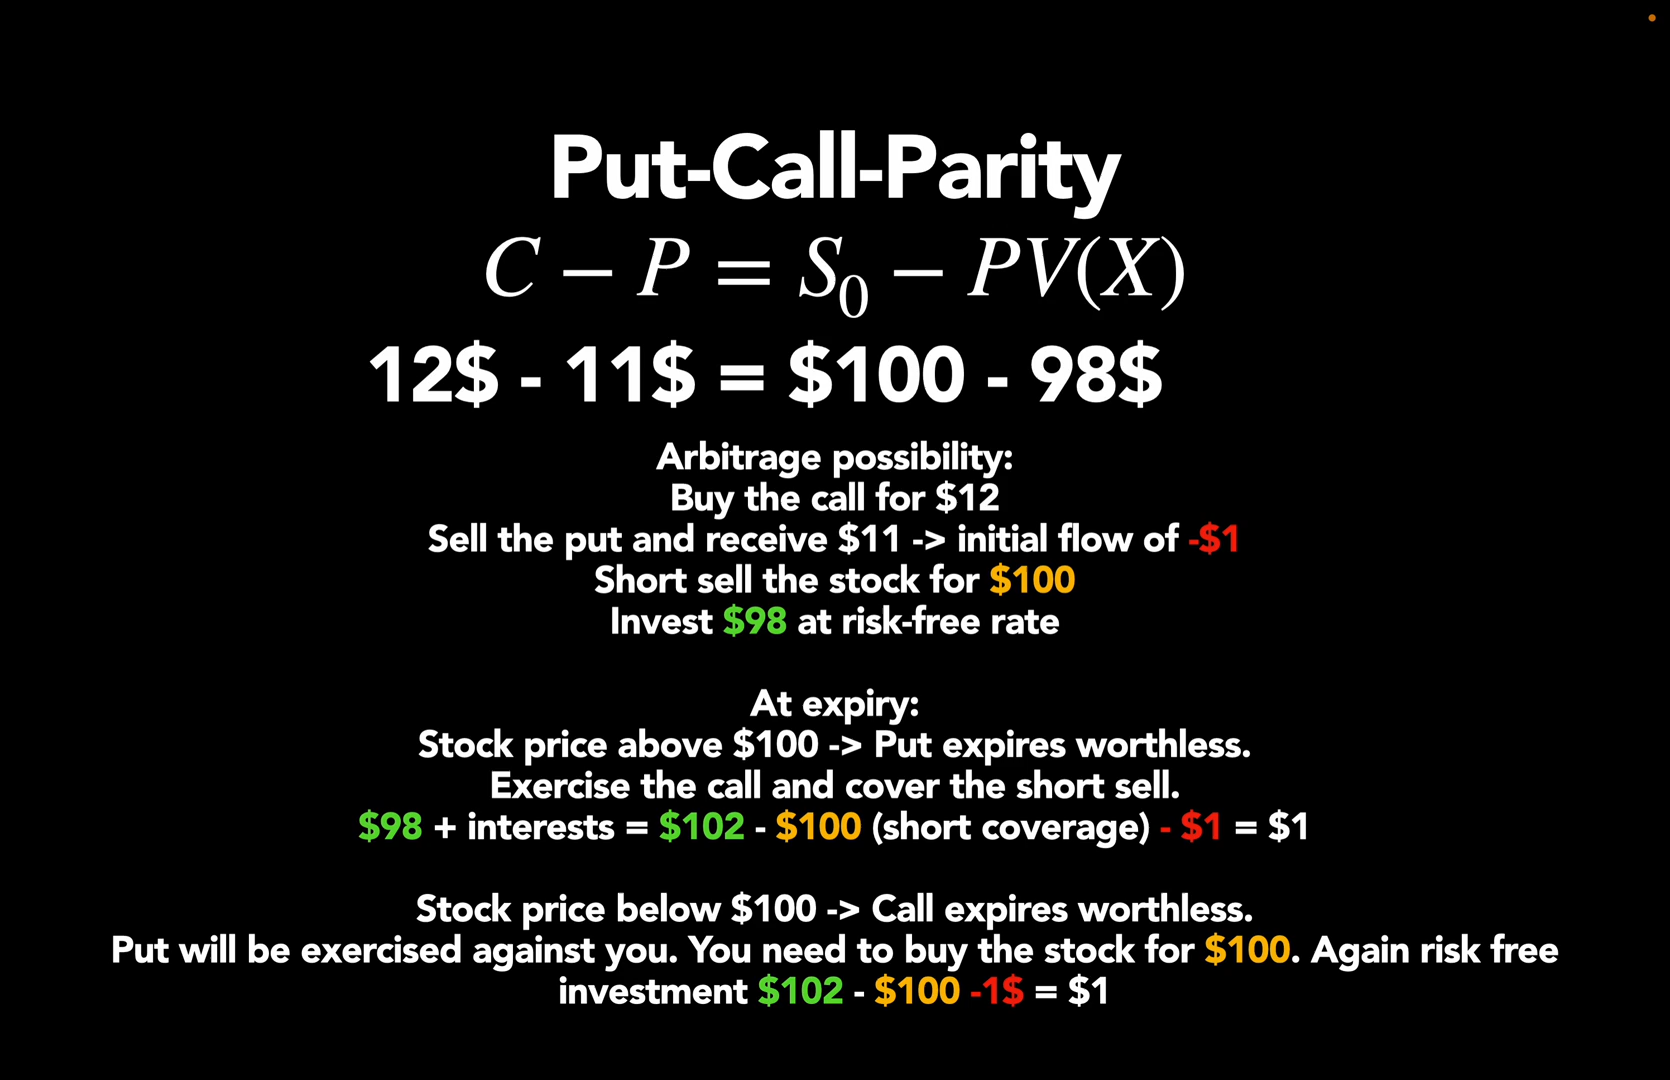 Put-Call-Parity
C − P = S₀ − PV(X)
12$ - 11$ = $100 - 98$
Arbitrage possibility:
Buy the call for $12
Sell the put and receive $11 -> initial flow of -$1
Short sell the stock for $100
Invest $98 at risk-free rate
At expiry:
Stock price above $100 -> Put expires worthless.
Exercise the call and cover the short sell.
$98 + interests = $102 - $100 (short coverage) - $1 = $1
Stock price below $100 -> Call expires worthless.
Put will be exercised against you. You need to buy the stock for $100. Again risk free
investment $102 - $100 -1$ = $1